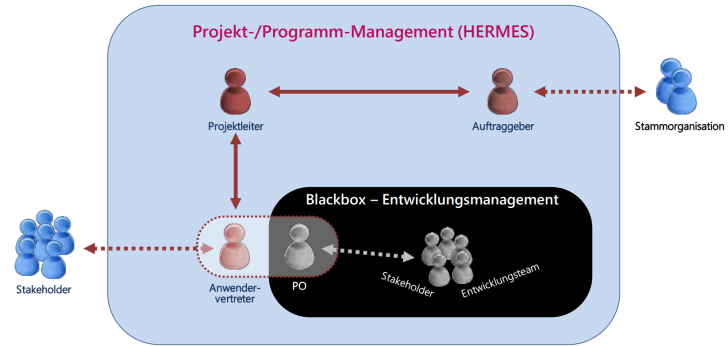 Projekt-/Programm-Management (HERMES)
Projektleiter
Auftraggeber
Stammorganisation
Blackbox – Entwicklungsmanagement
Stakeholder
Anwender-
vertreter
PO
Stakeholder
Entwicklungsteam